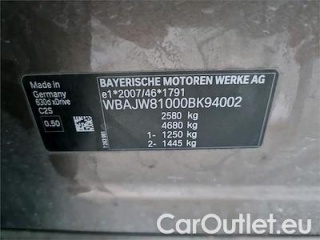 Made in
Germany
630d xDrive
C2S
0.50
BAYERISCHE MOTOREN WERKE AG
e1*2007/46*1791
WBAJW81000BK94002
2580 kg
4680 kg
1- 1250 kg
2- 1445 kg
CarOutlet.eu